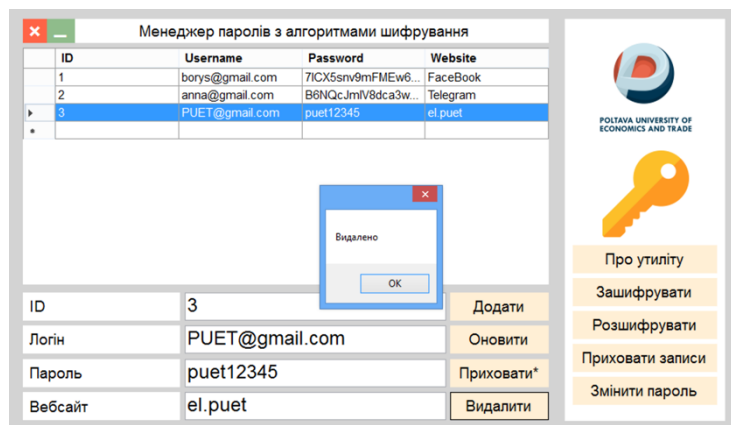 Менеджер паролів з алгоритмами шифрування
ID Username Password Website
1 borys@gmail.com 7ICX5snv9mFMEw6... FaceBook
2 anna@gmail.com B6NQcJmlV8dca3w... Telegram
3 PUET@gmail.com puet12345 el.puet
Видалено
OK
ID 3 Додати
Логін PUET@gmail.com Оновити
Пароль puet12345 Приховати*
Вебсайт el.puet Видалити
POLTAVA UNIVERSITY OF
ECONOMICS AND TRADE
Про утиліту
Зашифрувати
Розшифрувати
Приховати записи
Змінити пароль